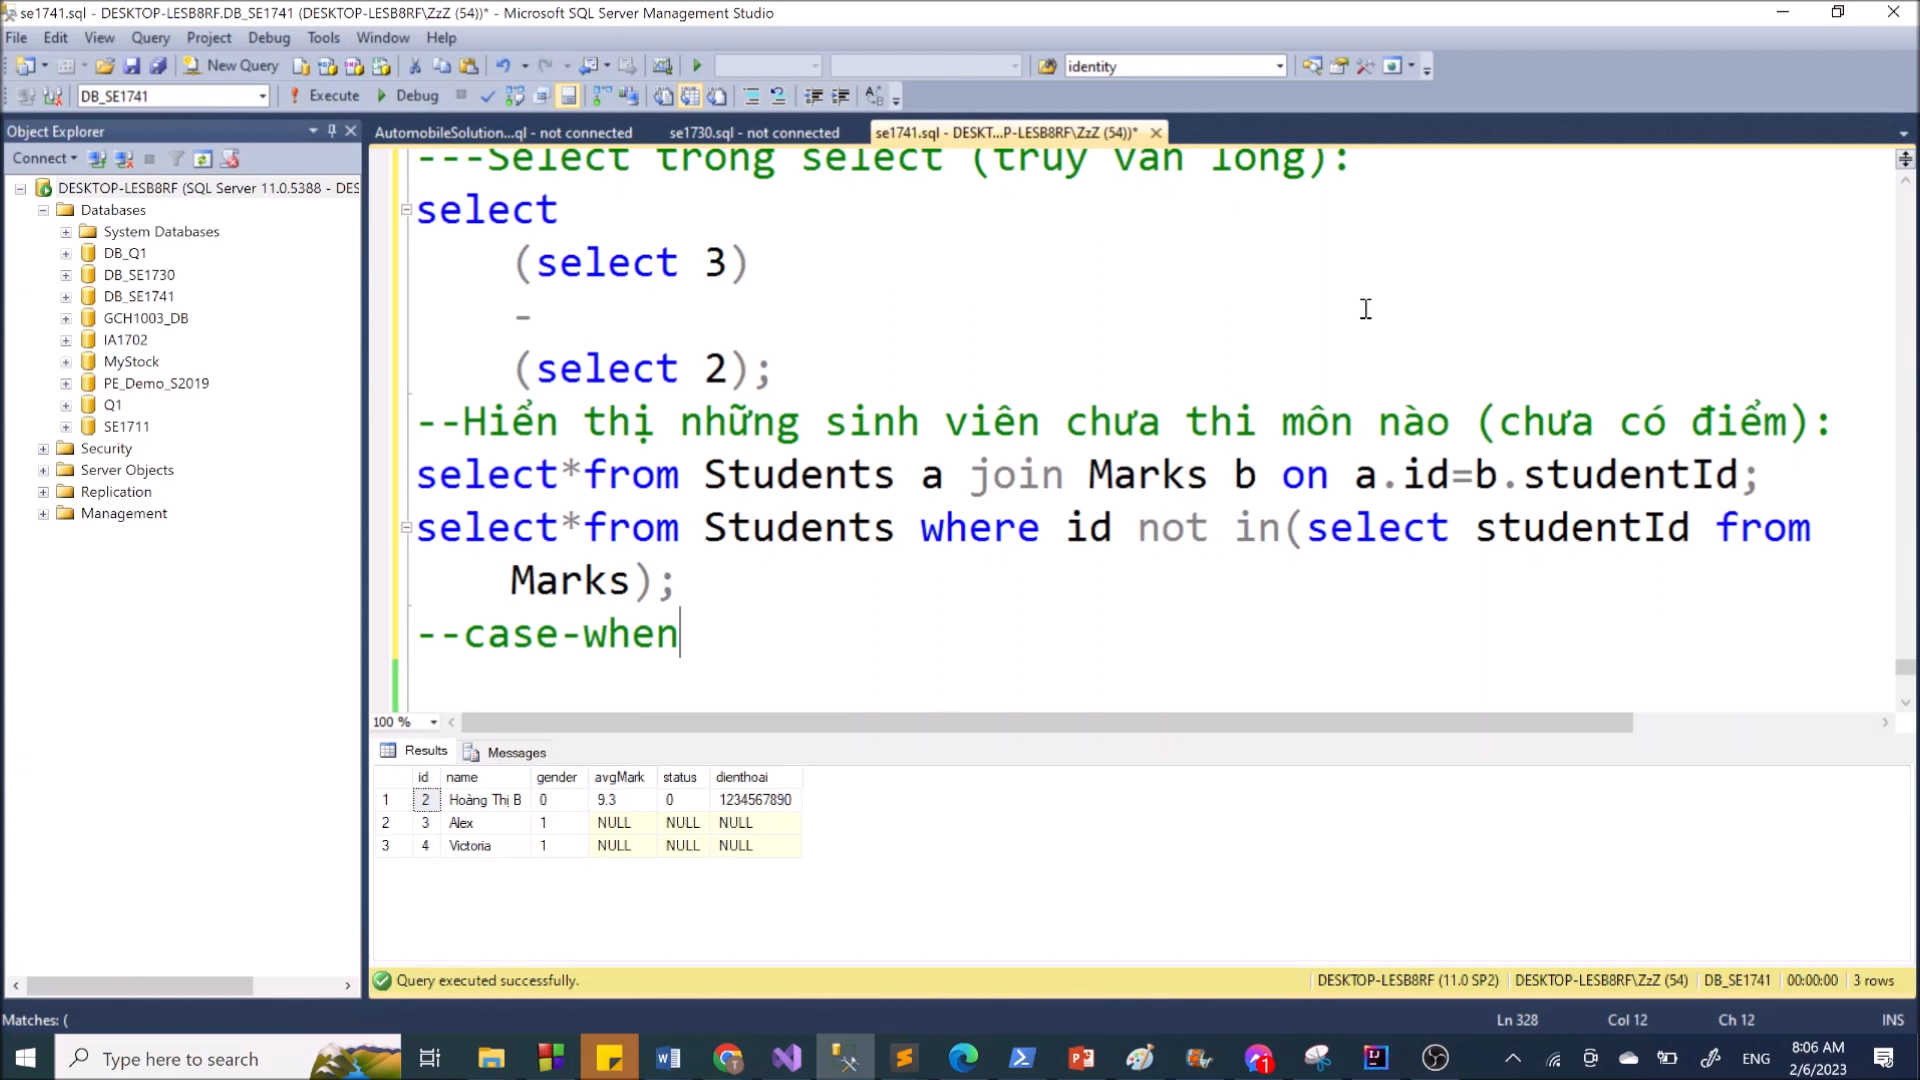 se1741.sql - DESKTOP-LESB8RF.DB_SE1741 (DESKTOP-LESB8RF\ZzZ (54))* - Microsoft SQL Server Management Studio
File Edit View Query Project Debug Tools Window Help
New Query identity
DB_SE1741 Execute Debug
Object Explorer
AutomobileSolution...ql - not connected se1730.sql - not connected se1741.sql - DESKT...P-LESB8RF\ZzZ (54))*
Connect
DESKTOP-LESB8RF (SQL Server 11.0.5388 - DES
Databases
System Databases
DB_Q1
DB_SE1730
DB_SE1741
GCH1003_DB
IA1702
MyStock
PE_Demo_S2019
Q1
SE1711
Security
Server Objects
Replication
Management
---Select trong select (truy vấn lồng):
select
(select 3)
-
(select 2);
--Hiển thị những sinh viên chưa thi môn nào (chưa có điểm):
select*from Students a join Marks b on a.id=b.studentId;
select*from Students where id not in(select studentId from
Marks);
--case-when
100 %
Results Messages
id name gender avgMark status dienthoai
1 2 Hoàng Thị B 0 9.3 0 1234567890
2 3 Alex 1 NULL NULL NULL
3 4 Victoria 1 NULL NULL NULL
Query executed successfully. DESKTOP-LESB8RF (11.0 SP2) DESKTOP-LESB8RF\ZzZ (54) DB_SE1741 00:00:00 3 rows
Matches: ( Ln 328 Col 12 Ch 12 INS
Type here to search
1
ENG
8:06 AM
2/6/2023